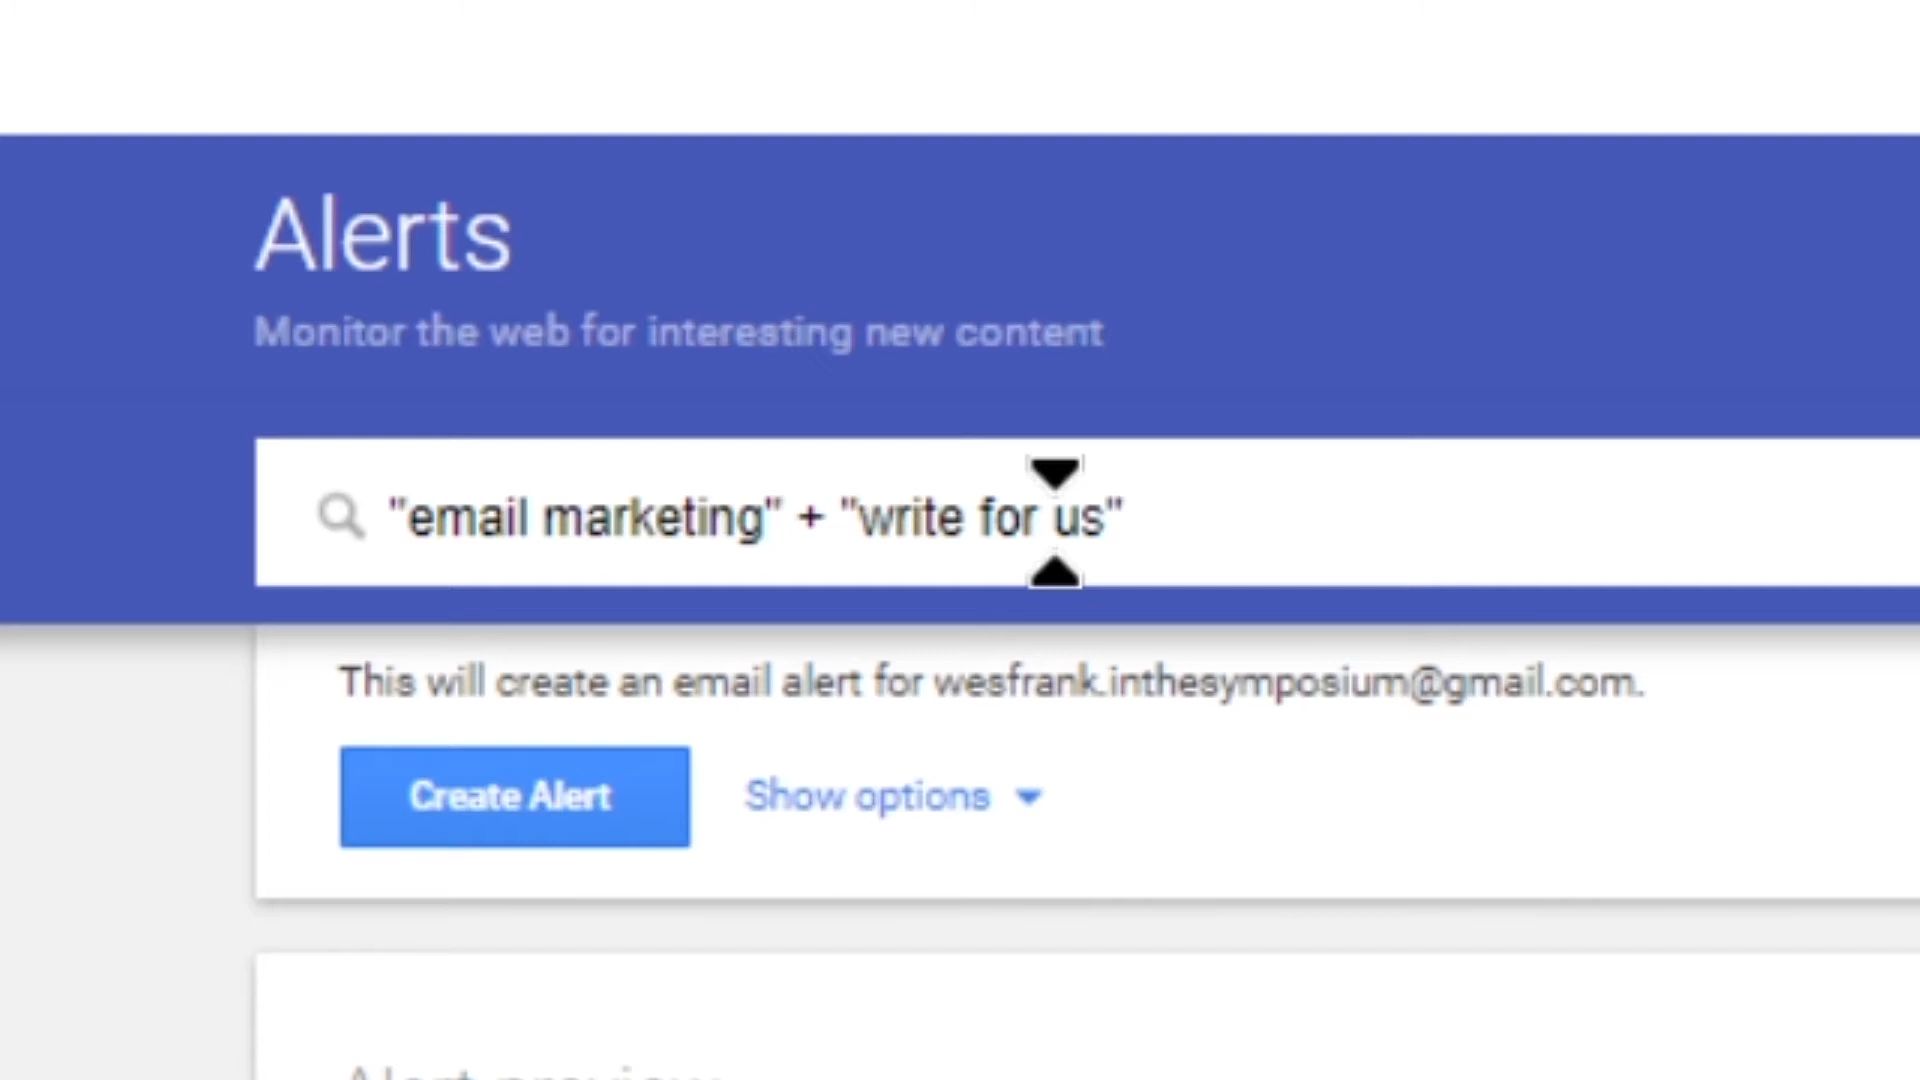 Alerts
Monitor the web for interesting new content
"email marketing" + "write for us"
This will create an email alert for wesfrank.inthesymposium@gmail.com.
Create Alert
Show options
Alert preview